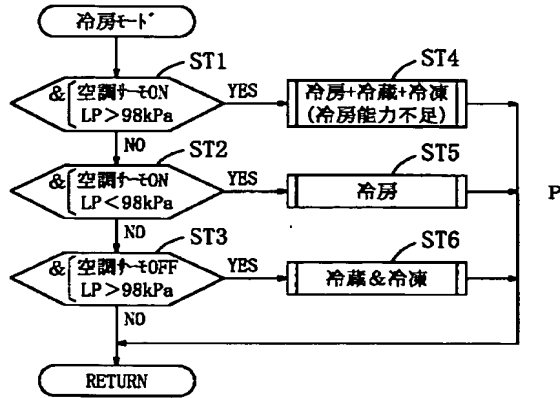 冷房モード
ST1
& 空調サーモON
LP>98kPa
YES
ST4
冷房+冷蔵+冷凍
(冷房能力不足)
NO
ST2
& 空調サーモON
LP<98kPa
YES
ST5
冷房
P
NO
ST3
& 空調サーモOFF
LP>98kPa
YES
ST6
冷蔵&冷凍
NO
RETURN